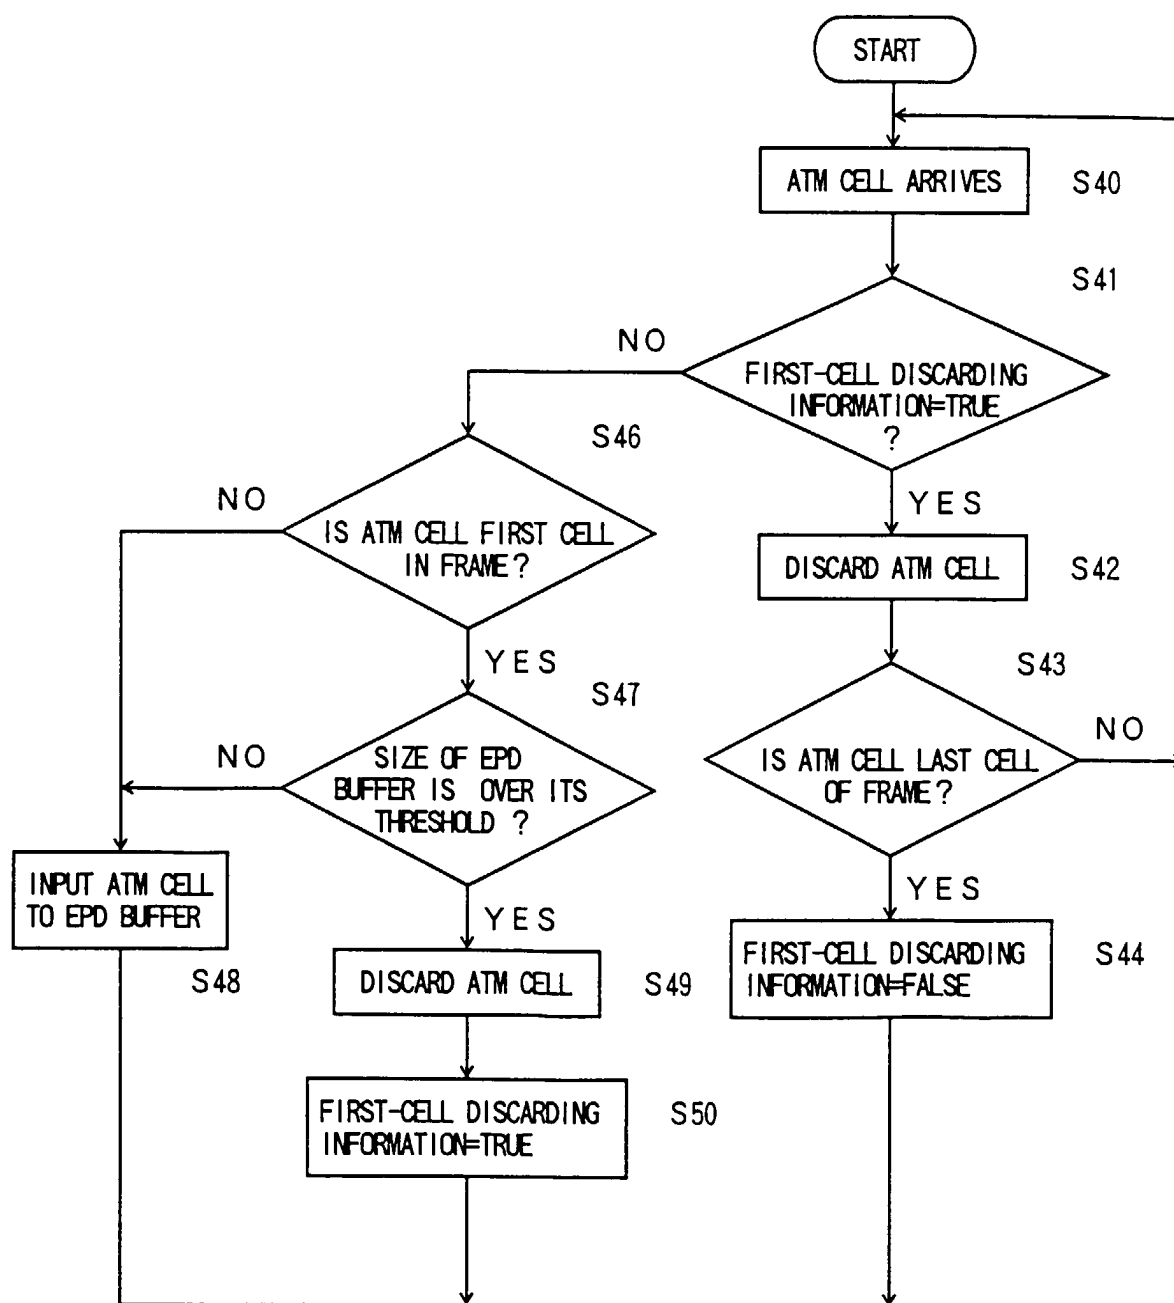 START
ATM CELL ARRIVES
S40
S41
NO
FIRST-CELL DISCARDING
INFORMATION=TRUE
?
S46
NO
YES
IS ATM CELL FIRST CELL
IN FRAME?
DISCARD ATM CELL
S42
YES
S43
S47
NO
SIZE OF EPD
BUFFER IS OVER ITS
THRESHOLD ?
IS ATM CELL LAST CELL
OF FRAME?
NO
INPUT ATM CELL
TO EPD BUFFER
YES
YES
S48
DISCARD ATM CELL
S49
FIRST-CELL DISCARDING
INFORMATION=FALSE
S44
FIRST-CELL DISCARDING
INFORMATION=TRUE
S50